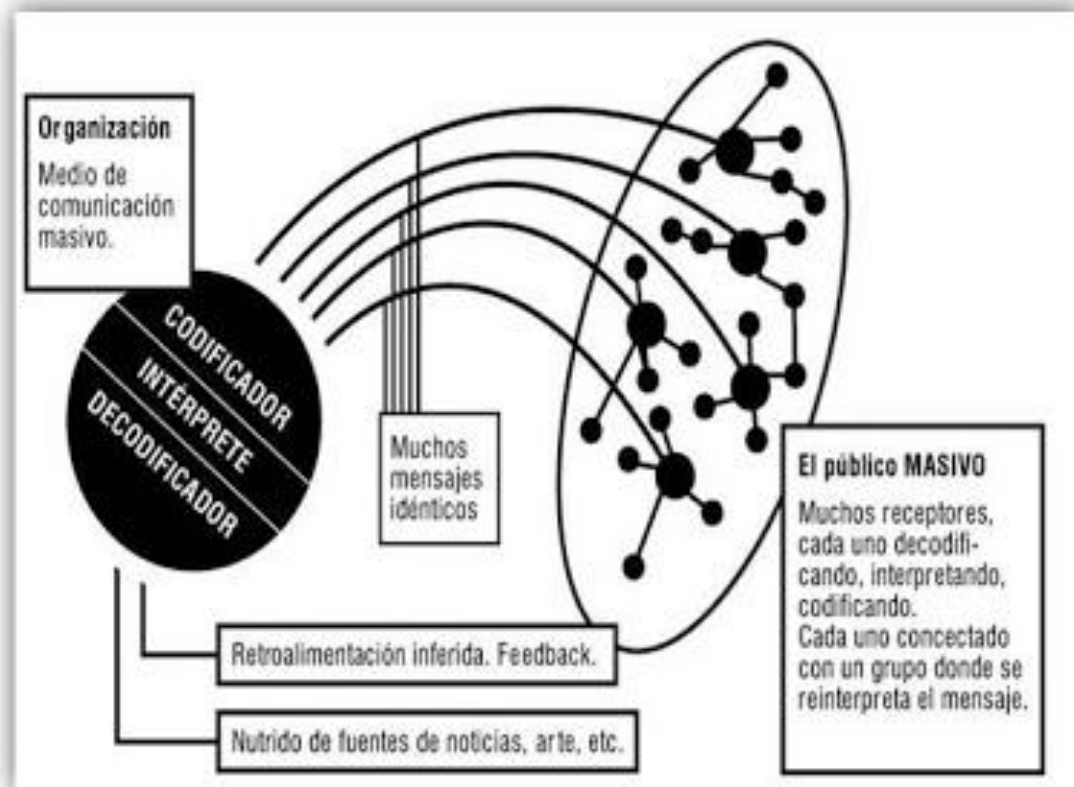 Organización
Medio de
comunicación
masivo.
CODIFICADOR
INTÉRPRETE
DECODIFICADOR
Muchos
mensajes
idénticos
El público MASIVO
Muchos receptores,
cada uno decodifi-
cando, interpretando,
codificando.
Cada uno concectado
con un grupo donde se
reinterpreta el mensaje.
Retroalimentación inferida. Feedback.
Nutrido de fuentes de noticias, arte, etc.